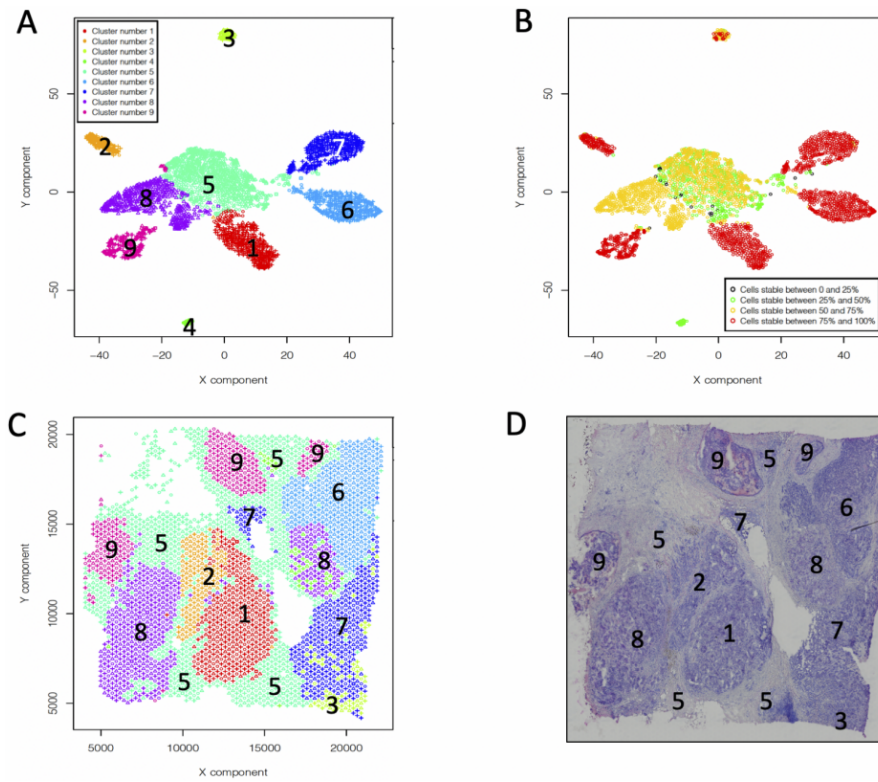 A
Cluster number 1
Cluster number 2
Cluster number 3
Cluster number 4
Cluster number 5
Cluster number 6
Cluster number 7
Cluster number 8
Cluster number 9
3
2
7
5
8
6
9
1
4
50
0
−50
Y component
−40 −20 0 20 40
X component
B
50
0
−50
Y component
Cells stable between 0 and 25%
Cells stable between 25% and 50%
Cells stable between 50 and 75%
Cells stable between 75% and 100%
−40 −20 0 20 40
X component
C
9 5 9
6
7
5
9
8
2
1
8
7
5 5
3
20000
15000
10000
5000
Y component
5000 10000 15000 20000
X component
D
9 5 9
6
7
5
9
8
2
7
8 1
5 5
3